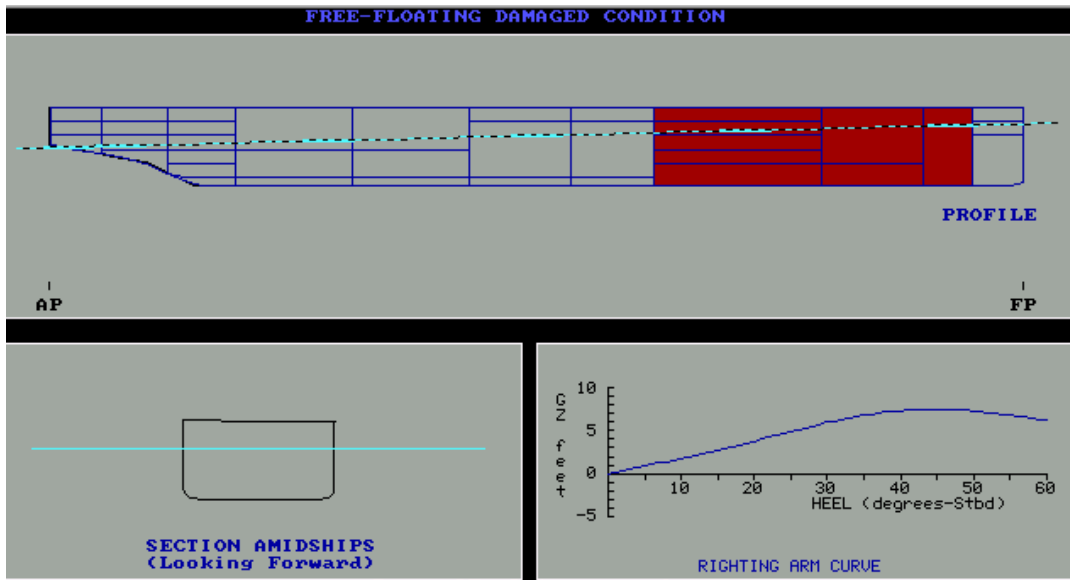 FREE-FLOATING DAMAGED CONDITION
PROFILE
AP
FP
SECTION AMIDSHIPS
(Looking Forward)
GZ feet
10
5
0
-5
10
20
30
40
50
60
HEEL (degrees-Stbd)
RIGHTING ARM CURVE